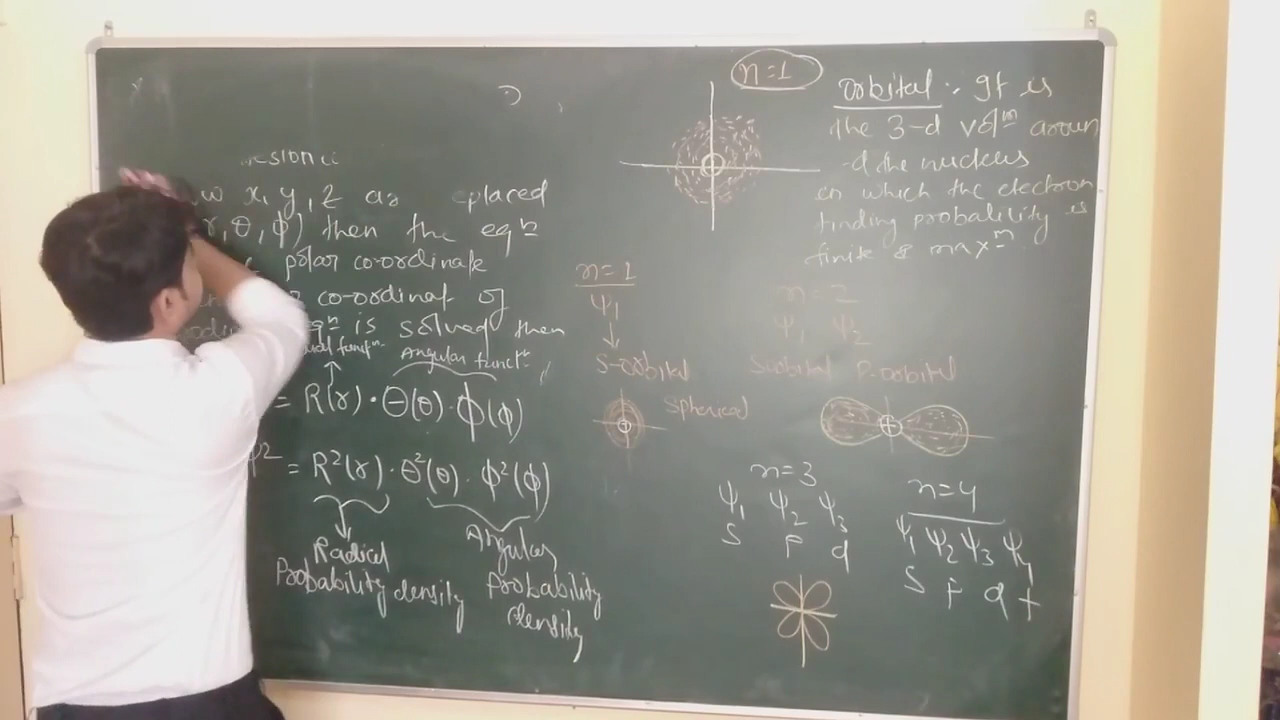 n=1
orbital :- It is
the 3-d vol^m aroun
-d the nucleus
in which the electron
finding probability is
finite & max^m
w x, y, z as eplaced
r, θ, φ) then the eq^n
polar co-ordinate
co-ordinat of
eq^n is solved then
funct^n Angular funct^n
= R(r) · Θ(θ) · Φ(φ)
ψ² = R²(r) · Θ²(θ) · Φ²(φ)
Radial
Probability density
Angular
probability
density
n=1
ψ₁
↓
S-orbital
Spherical
n=2
ψ₁ ψ₂
S-orbital P-orbital
n=3
ψ₁ ψ₂ ψ₃
S P d
n=4
ψ₁ ψ₂ ψ₃ ψ₄
S P d f